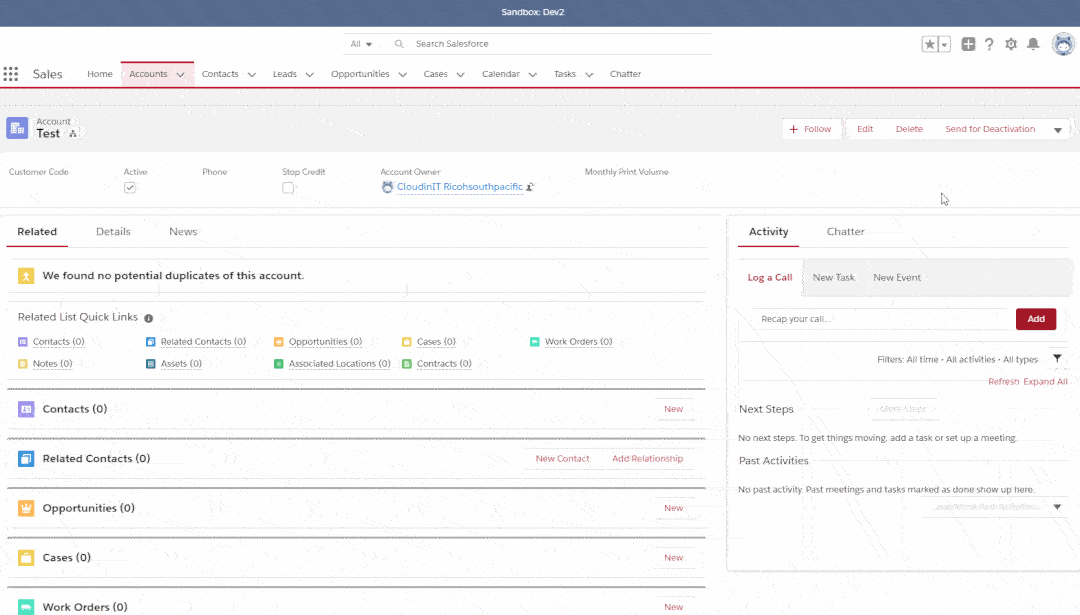 Sandbox: Dev2
All Search Salesforce
Sales Home Accounts Contacts Leads Opportunities Cases Calendar Tasks Chatter
Account
Test
Follow Edit Delete Send for Deactivation
Customer Code Active Phone Stop Credit Account Owner Monthly Print Volume
CloudinIT Ricohsouthpacific
Related Details News
We found no potential duplicates of this account.
Related List Quick Links
Contacts (0) Related Contacts (0) Opportunities (0) Cases (0) Work Orders (0)
Notes (0) Assets (0) Associated Locations (0) Contracts (0)
Contacts (0) New
Related Contacts (0) New Contact Add Relationship
Opportunities (0) New
Cases (0) New
Work Orders (0) New
Activity Chatter
Log a Call New Task New Event
Recap your call... Add
Filters: All time • All activities • All types
Refresh Expand All
Next Steps More Steps
No next steps. To get things moving, add a task or set up a meeting.
Past Activities
No past activity. Past meetings and tasks marked as done show up here.